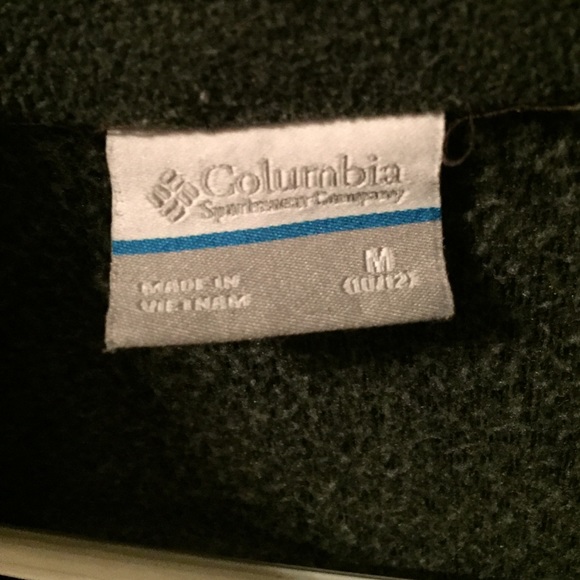 Columbia
Sportswear Company
M
(10/12)
MADE IN
VIETNAM